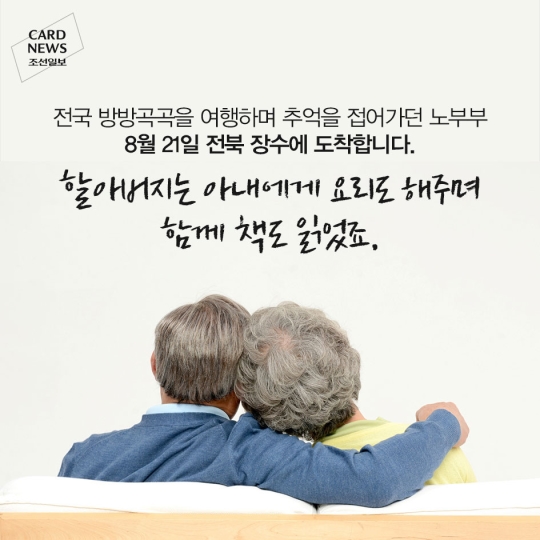 CARD
NEWS
조선일보
전국 방방곡곡을 여행하며 추억을 접어가던 노부부
8월 21일 전북 장수에 도착합니다.
할아버지는 아내에게 요리도 해주며
함께 책도 읽었죠.